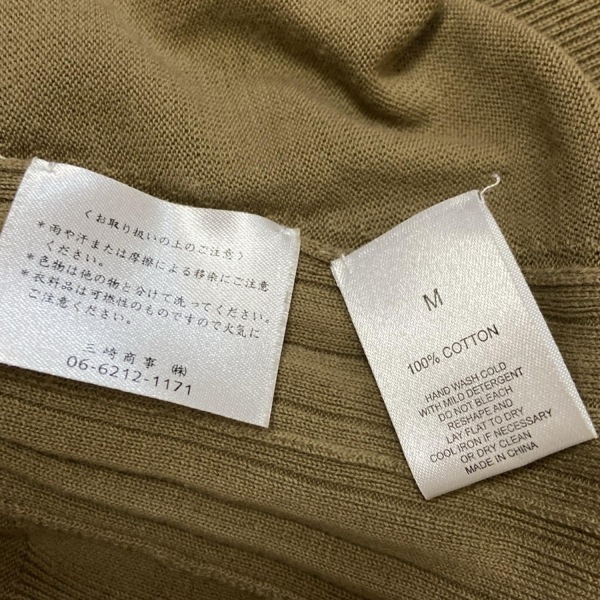 〈お取り扱いの上のご注意〉
*雨や汗または摩擦による移染にご注意
ください。
*色物は他の物と分けて洗ってください。
*衣料品は可燃性のものですので火気に
ご注意ください。
三崎商事 ㈱
06-6212-1171
M
100% COTTON
HAND WASH COLD
WITH MILD DETERGENT
DO NOT BLEACH
RESHAPE AND
LAY FLAT TO DRY
COOL IRON IF NECESSARY
OR DRY CLEAN
MADE IN CHINA